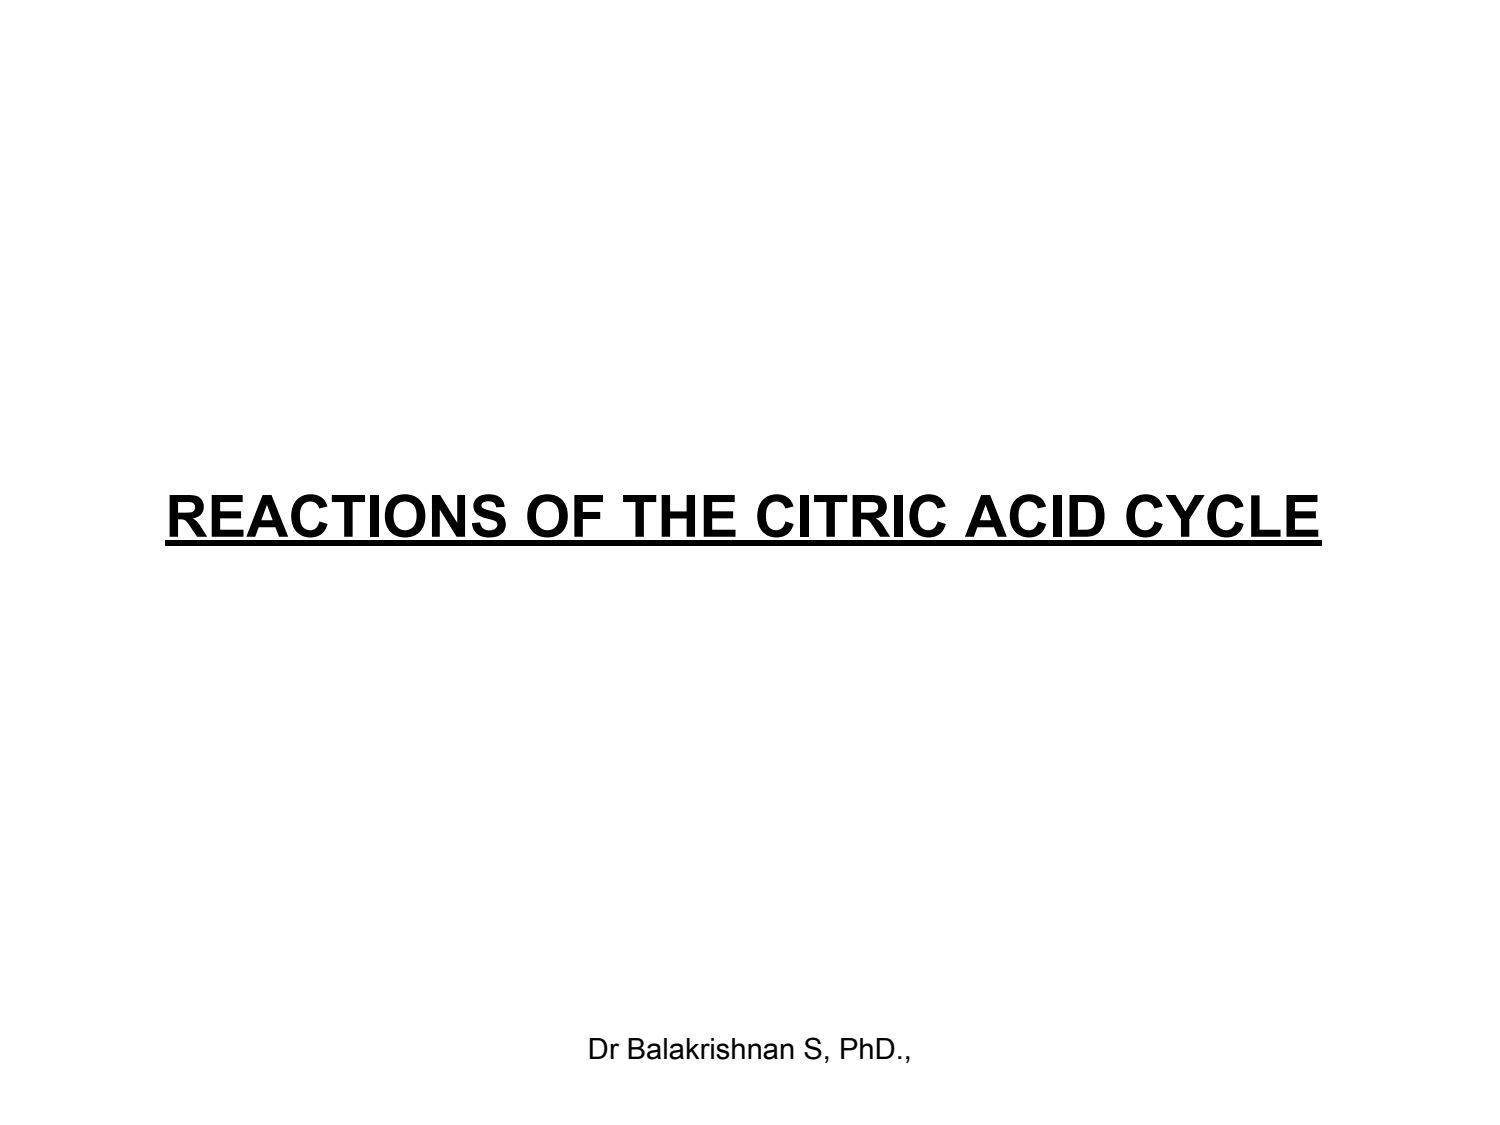 REACTIONS OF THE CITRIC ACID CYCLE
Dr Balakrishnan S, PhD.,